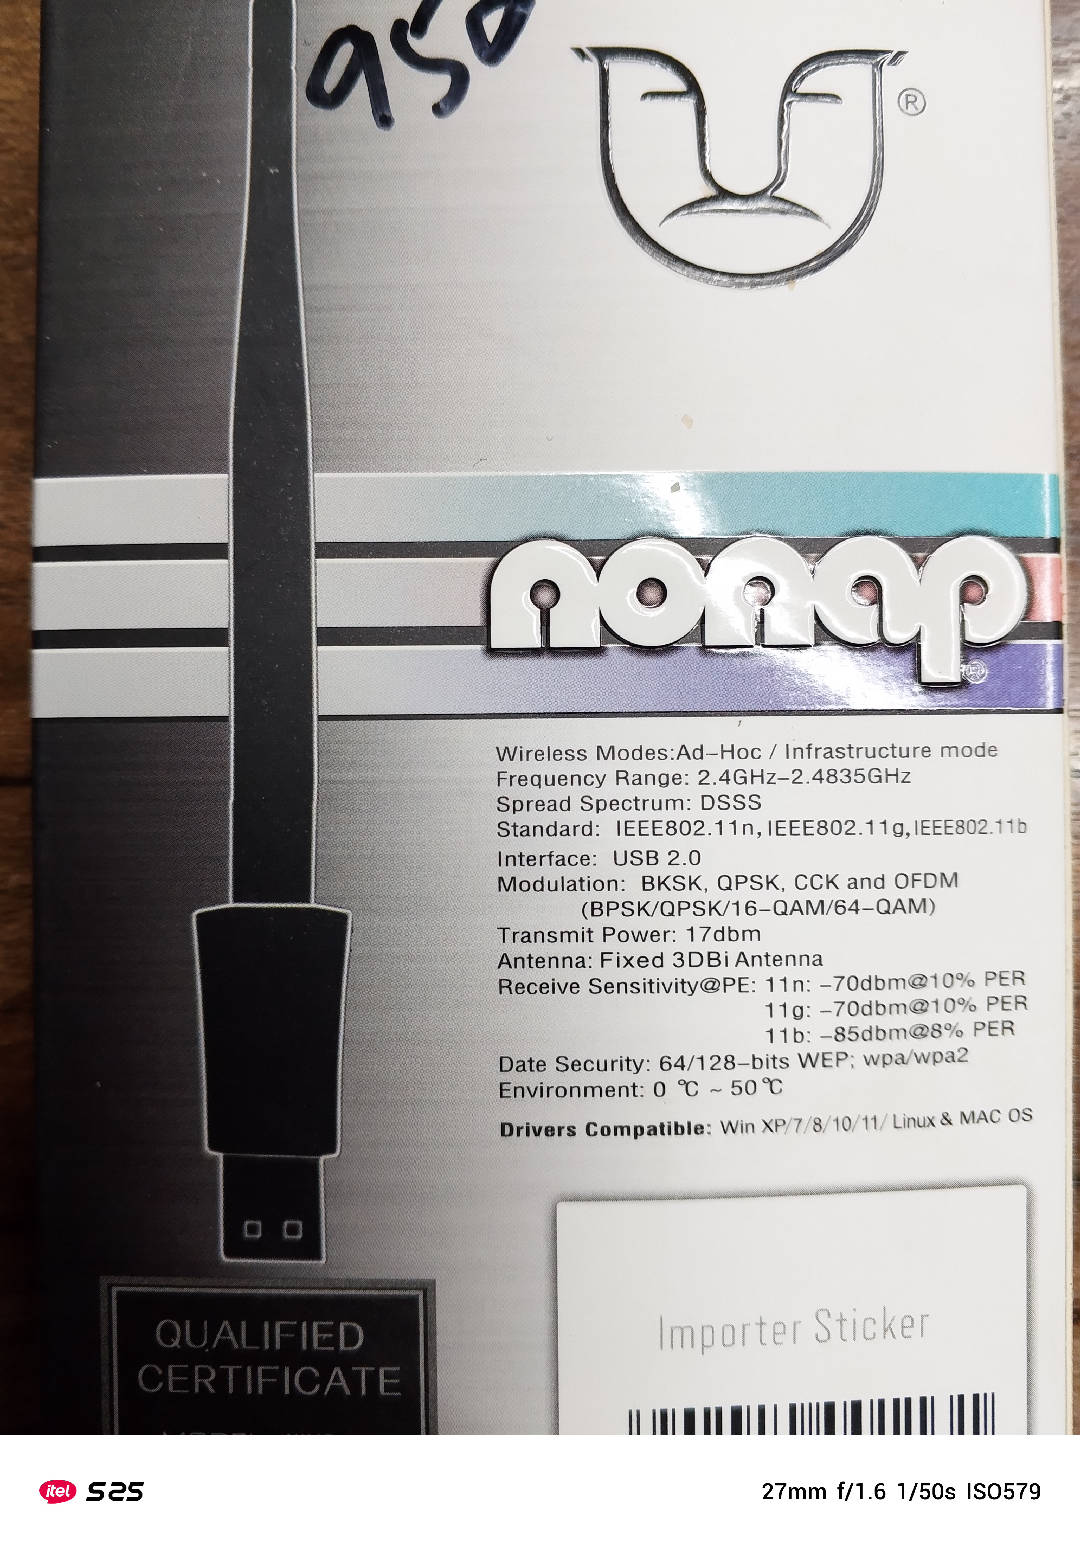 950
®
nonap
Wireless Modes:Ad-Hoc / Infrastructure mode
Frequency Range: 2.4GHz-2.4835GHz
Spread Spectrum: DSSS
Standard: IEEE802.11n, IEEE802.11g, IEEE802.11b
Interface: USB 2.0
Modulation: BKSK, QPSK, CCK and OFDM
(BPSK/QPSK/16-QAM/64-QAM)
Transmit Power: 17dbm
Antenna: Fixed 3DBi Antenna
Receive Sensitivity@PE: 11n: -70dbm@10% PER
11g: -70dbm@10% PER
11b: -85dbm@8% PER
Date Security: 64/128-bits WEP; wpa/wpa2
Environment: 0 ℃ ~ 50℃
Drivers Compatible: Win XP/7/8/10/11/ Linux & MAC OS
Importer Sticker
QUALIFIED
CERTIFICATE
itel S25
27mm f/1.6 1/50s ISO579